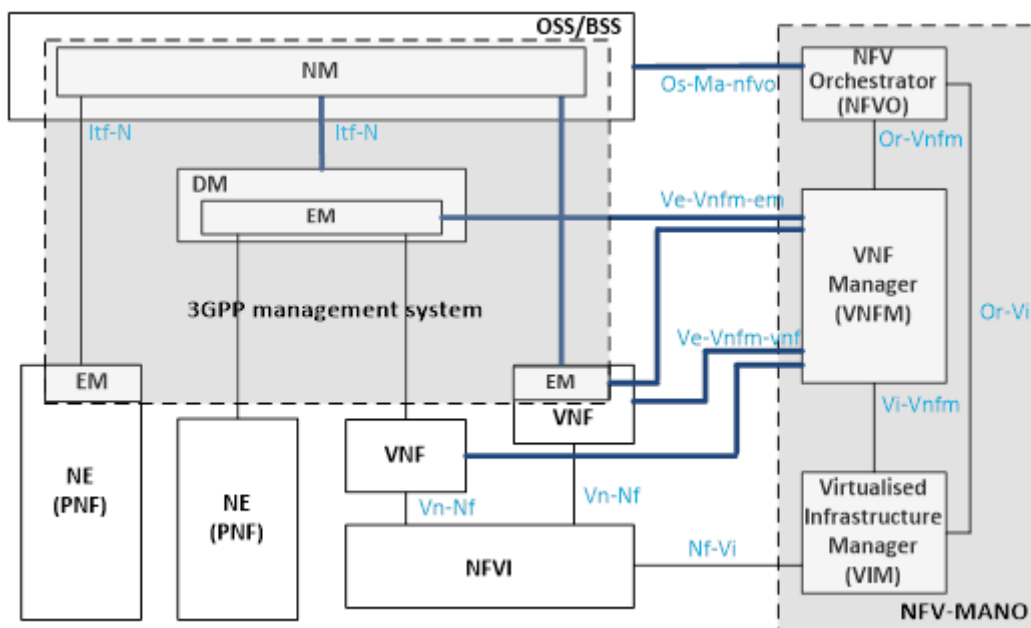 OSS/BSS
NM
NFV
Orchestrator
(NFVO)
Os-Ma-nfvo
Itf-N
Itf-N
Or-Vnfm
DM
EM
Ve-Vnfm-em
VNF
Manager
(VNFM)
3GPP management system
Or-Vi
Ve-Vnfm-vnf
EM
EM
VNF
Vi-Vnfm
VNF
NE
(PNF)
NE
(PNF)
Vn-Nf
Vn-Nf
Virtualised
Infrastructure
Manager
(VIM)
NFVI
Nf-Vi
NFV-MANO